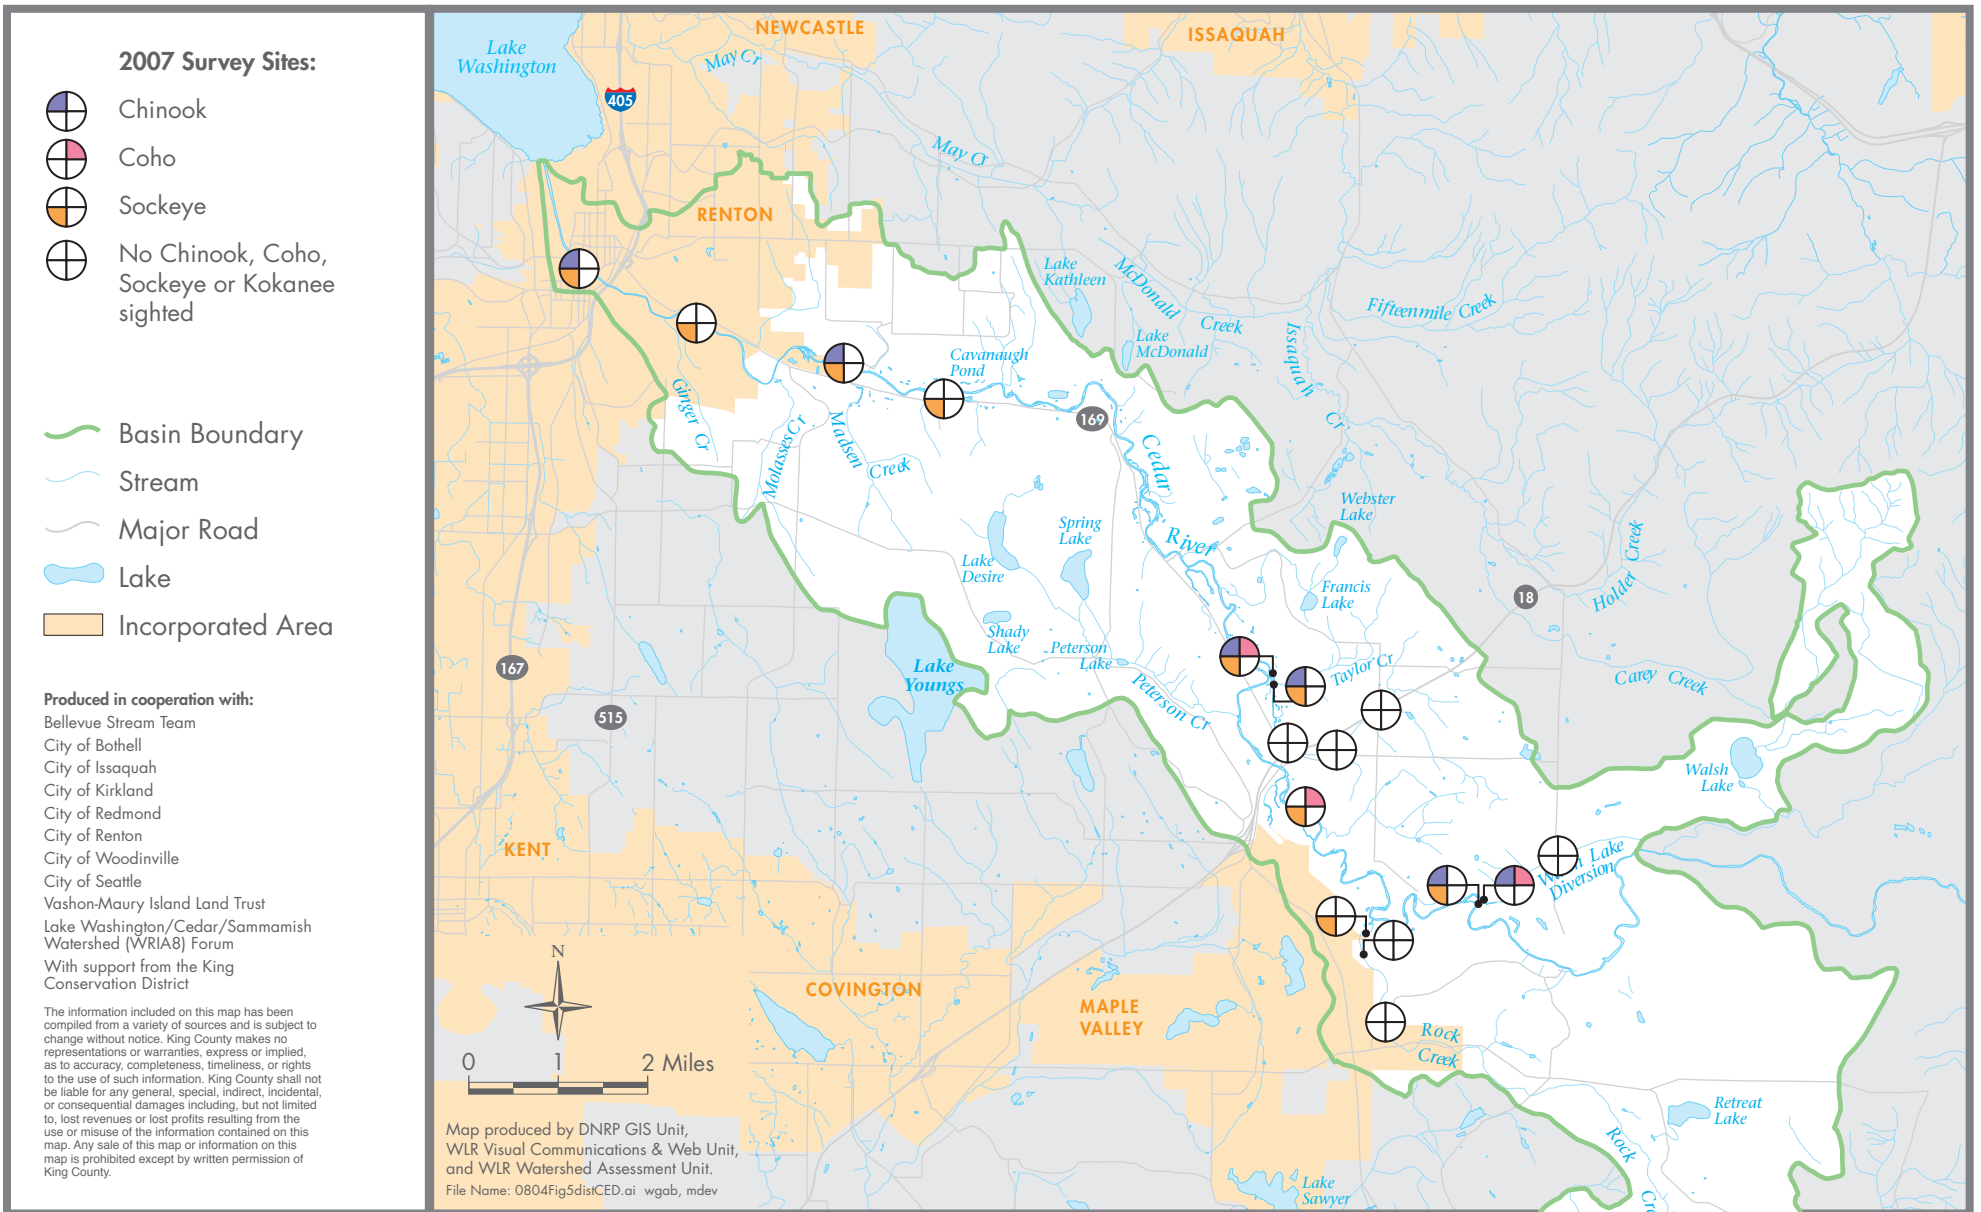 2007 Survey Sites:
Chinook
Coho
Sockeye
No Chinook, Coho,
Sockeye or Kokanee
sighted
Basin Boundary
Stream
Major Road
Lake
Incorporated Area
Produced in cooperation with:
Bellevue Stream Team
City of Bothell
City of Issaquah
City of Kirkland
City of Redmond
City of Renton
City of Woodinville
City of Seattle
Vashon-Maury Island Land Trust
Lake Washington/Cedar/Sammamish
Watershed (WRIA8) Forum
With support from the King
Conservation District
The information included on this map has been
compiled from a variety of sources and is subject to
change without notice. King County makes no
representations or warranties, express or implied,
as to accuracy, completeness, timeliness, or rights
to the use of such information. King County shall not
be liable for any general, special, indirect, incidental,
or consequential damages including, but not limited
to, lost revenues or lost profits resulting from the
use or misuse of the information contained on this
map. Any sale of this map or information on this
map is prohibited except by written permission of
King County.
Lake
Washington
NEWCASTLE
ISSAQUAH
May Cr
405
May Cr
RENTON
Lake
Kathleen
McDonald
Creek
Lake
McDonald
Issaquah
Cr
Fifteenmile Creek
Cavanaugh
Pond
169
Ginger Cr
Molasses Cr
Madsen
Creek
Cedar
River
Webster
Lake
Holder Creek
18
Spring
Lake
Lake
Desire
Francis
Lake
Shady
Lake
Peterson
Lake
Peterson Cr
Taylor Cr
Carey Creek
167
515
Lake
Youngs
Walsh
Lake
KENT
Lake
Diversion
COVINGTON
MAPLE
VALLEY
Rock
Creek
Retreat
Lake
Rock
Lake
Sawyer
N
0 1 2 Miles
Map produced by DNRP GIS Unit,
WLR Visual Communications & Web Unit,
and WLR Watershed Assessment Unit.
File Name: 0804Fig5distCED.ai wgab, mdev